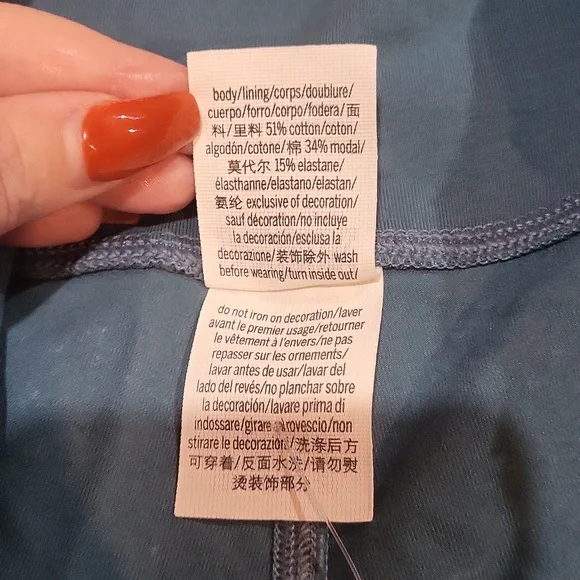 body/lining/corps/doublure/
cuerpo/forro/corpo/fodera/面
料/里料 51% cotton/coton/
algodón/cotone/棉 34% modal/
莫代尔 15% elastane/
élasthanne/elastano/elastan/
氨纶 exclusive of decoration/
sauf décoration/no incluye
la decoración/esclusa la
decorazione/装饰除外 wash
before wearing/turn inside out/
do not iron on decoration/laver
avant le premier usage/retourner
le vêtement à l'envers/ne pas
repasser sur les ornements/
lavar antes de usar/lavar del
lado del revés/no planchar sobre
la decoración/lavare prima di
indossare/girare a rovescio/non
stirare le decorazioni/洗涤后方
可穿着/反面水洗/请勿熨
烫装饰部分